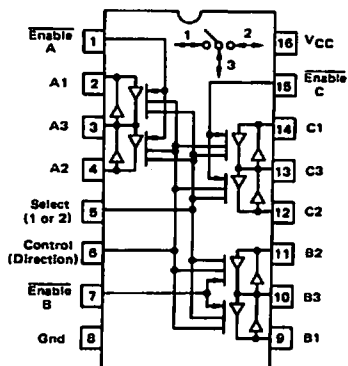 Enable
A
1
A1
2
A3
3
A2
4
Select
(1 or 2)
5
Control
(Direction)
6
Enable
B
7
Gnd
8
1
2
3
16
VCC
15
Enable
C
14
C1
13
C3
12
C2
11
B2
10
B3
9
B1